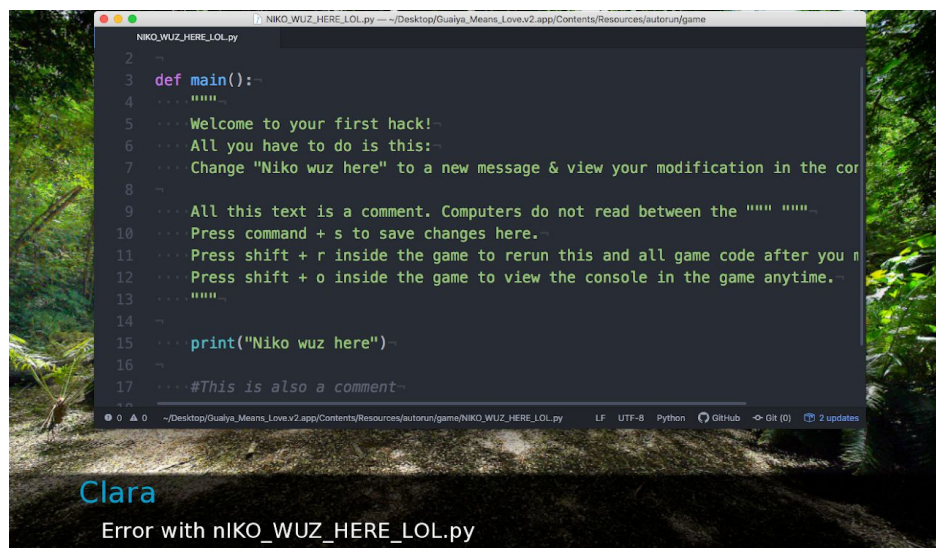 NIKO_WUZ_HERE_LOL.py — ~/Desktop/Guaiya_Means_Love.v2.app/Contents/Resources/autorun/game
NIKO_WUZ_HERE_LOL.py
2
3 def main():
4 """
5 Welcome to your first hack!
6 All you have to do is this:
7 Change "Niko wuz here" to a new message & view your modification in the cor
8
9 All this text is a comment. Computers do not read between the """ """
10 Press command + s to save changes here.
11 Press shift + r inside the game to rerun this and all game code after you m
12 Press shift + o inside the game to view the console in the game anytime.
13 """
14
15 print("Niko wuz here")
16
17 #This is also a comment
0 0 ~/Desktop/Guaiya_Means_Love.v2.app/Contents/Resources/autorun/game/NIKO_WUZ_HERE_LOL.py LF UTF-8 Python GitHub Git (0) 2 updates
Clara
Error with nIKO_WUZ_HERE_LOL.py